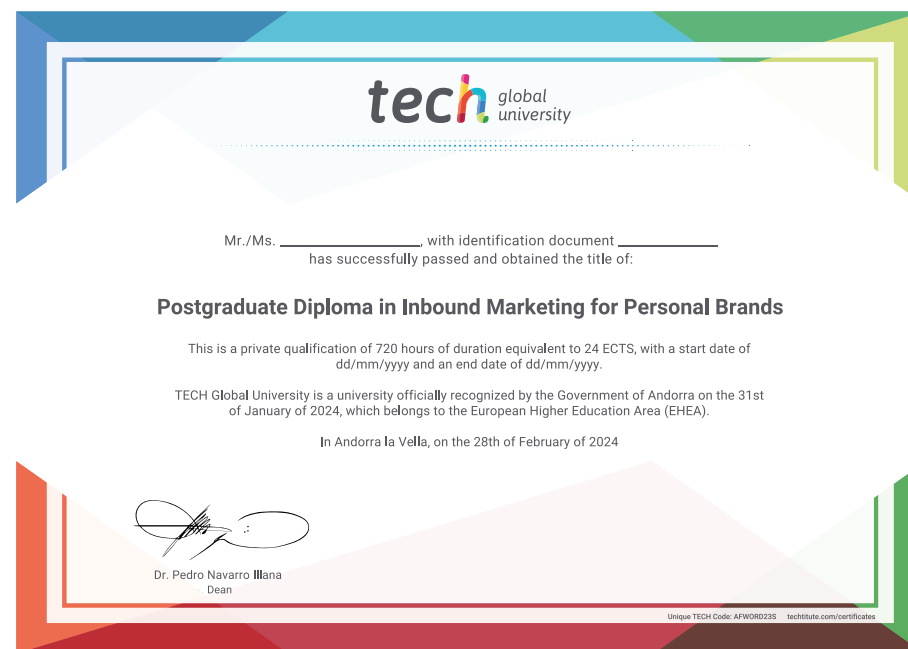 tech global university
Mr./Ms. ____________, with identification document ____________
has successfully passed and obtained the title of:
Postgraduate Diploma in Inbound Marketing for Personal Brands
This is a private qualification of 720 hours of duration equivalent to 24 ECTS, with a start date of
dd/mm/yyyy and an end date of dd/mm/yyyy.
TECH Global University is a university officially recognized by the Government of Andorra on the 31st
of January of 2024, which belongs to the European Higher Education Area (EHEA).
In Andorra la Vella, on the 28th of February of 2024
Dr. Pedro Navarro Illana
Dean
Unique TECH Code: AFWORD23S techtitute.com/certificates